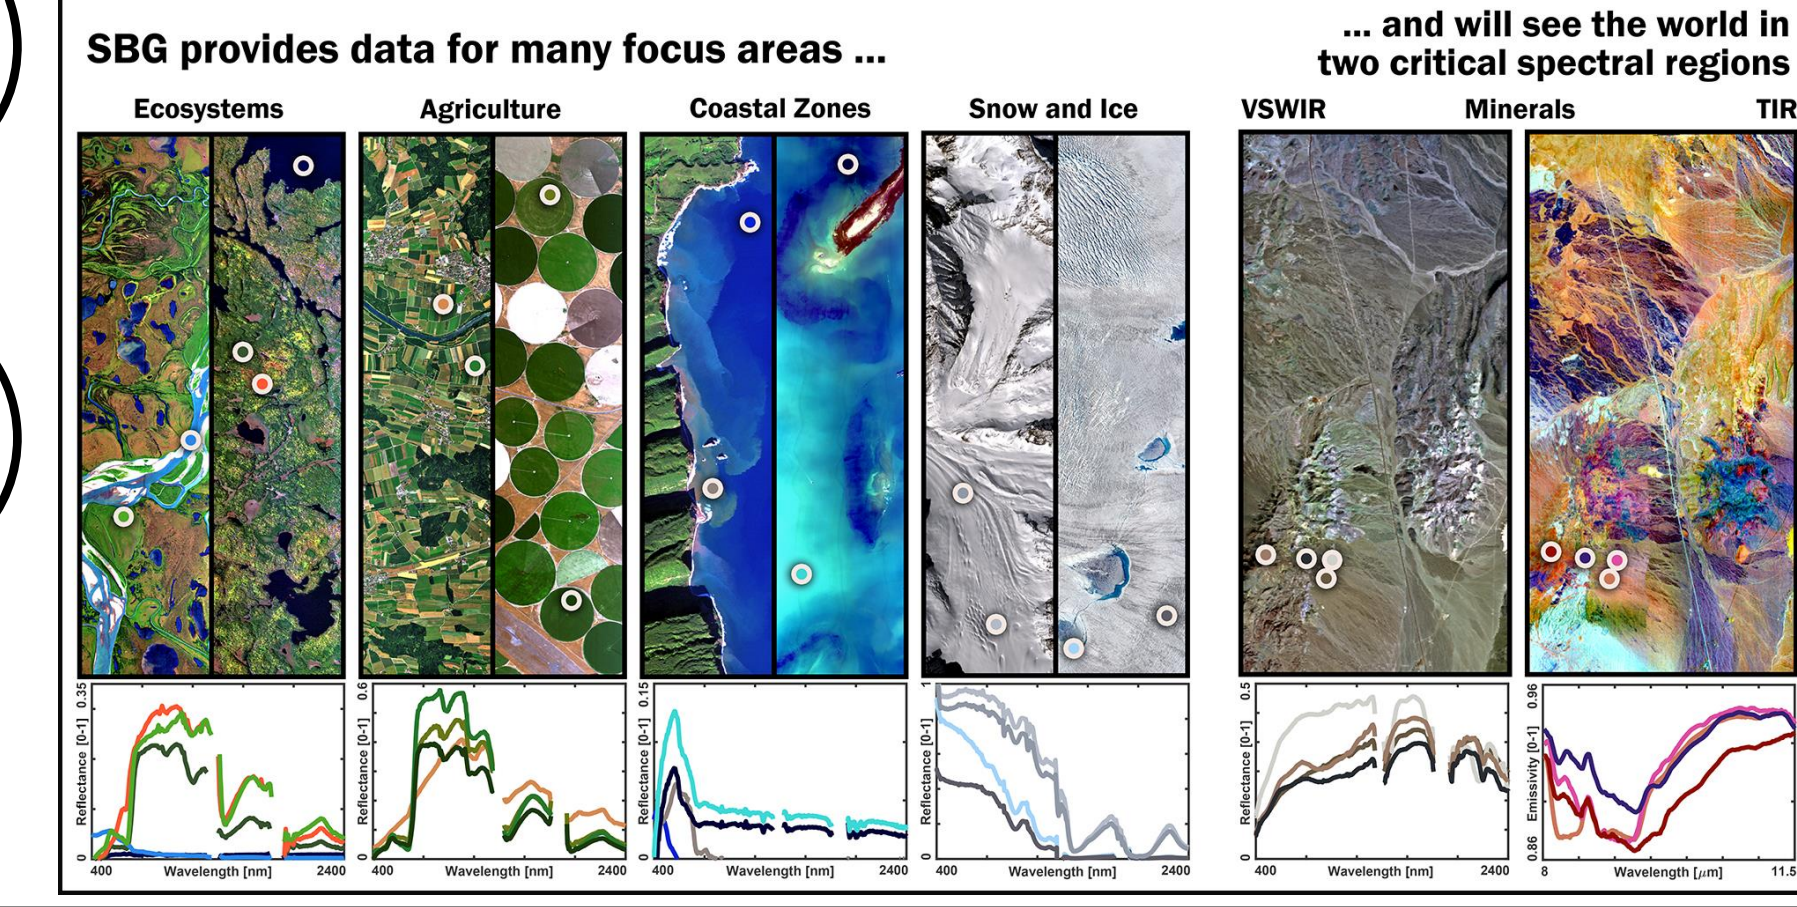 SBG provides data for many focus areas ...
... and will see the world in
two critical spectral regions
Ecosystems
Agriculture
Coastal Zones
Snow and Ice
VSWIR
Minerals
TIR
0.35
Reflectance [0-1]
0
400
Wavelength [nm]
2400
0.6
Reflectance [0-1]
0
400
Wavelength [nm]
2400
0.15
Reflectance [0-1]
0
400
Wavelength [nm]
2400
1
Reflectance [0-1]
0
400
Wavelength [nm]
2400
0.5
Reflectance [0-1]
0
400
Wavelength [nm]
2400
0.96
Emissivity [0-1]
0.86
8
Wavelength [μm]
11.5